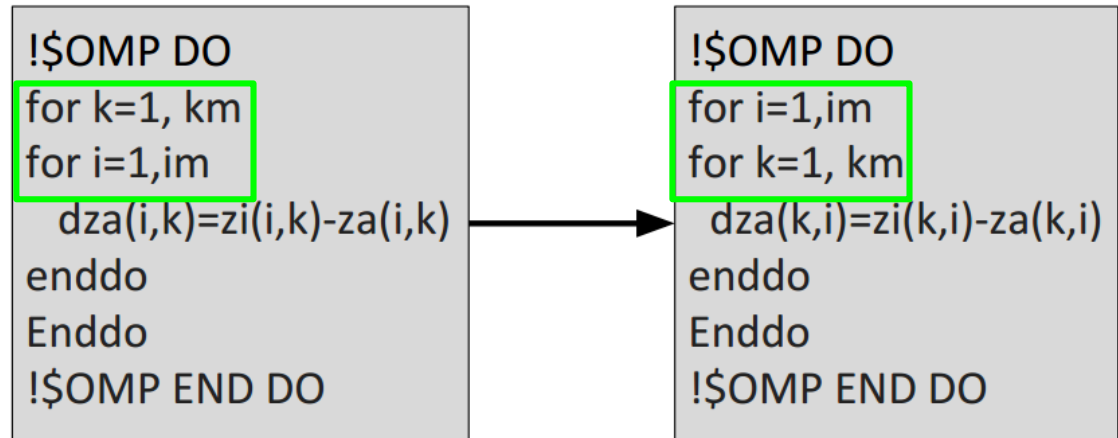 !$OMP DO
for k=1, km
for i=1,im
dza(i,k)=zi(i,k)-za(i,k)
enddo
Enddo
!$OMP END DO
!$OMP DO
for i=1,im
for k=1, km
dza(k,i)=zi(k,i)-za(k,i)
enddo
Enddo
!$OMP END DO